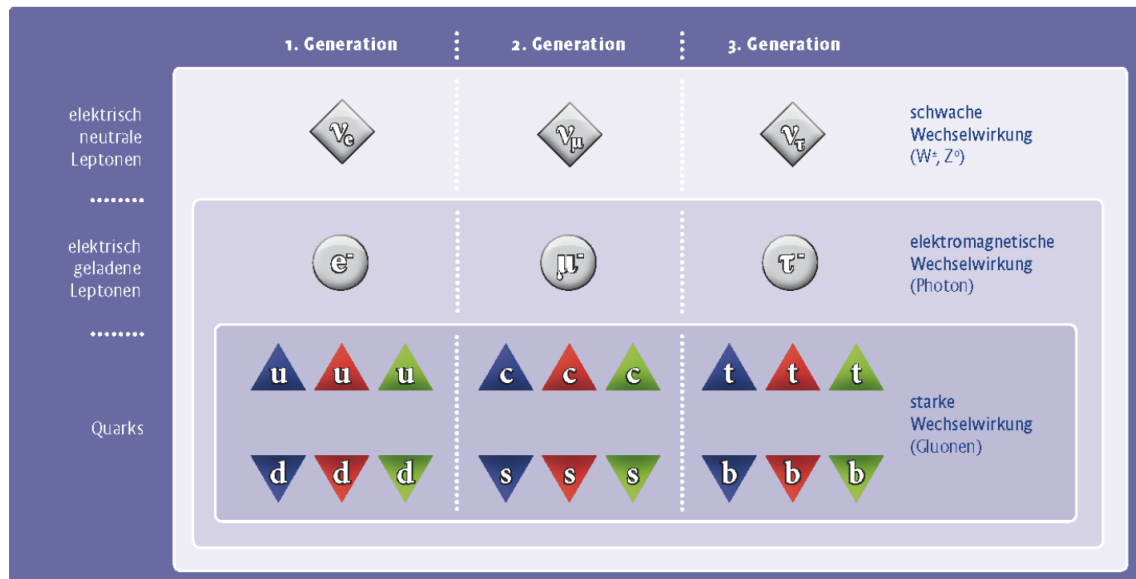 1. Generation
2. Generation
3. Generation
elektrisch
neutrale
Leptonen
νe
νμ
ντ
schwache
Wechselwirkung
(W±, Z⁰)
elektrisch
geladene
Leptonen
e⁻
μ⁻
τ⁻
elektromagnetische
Wechselwirkung
(Photon)
Quarks
u u u
c c c
t t t
d d d
s s s
b b b
starke
Wechselwirkung
(Gluonen)